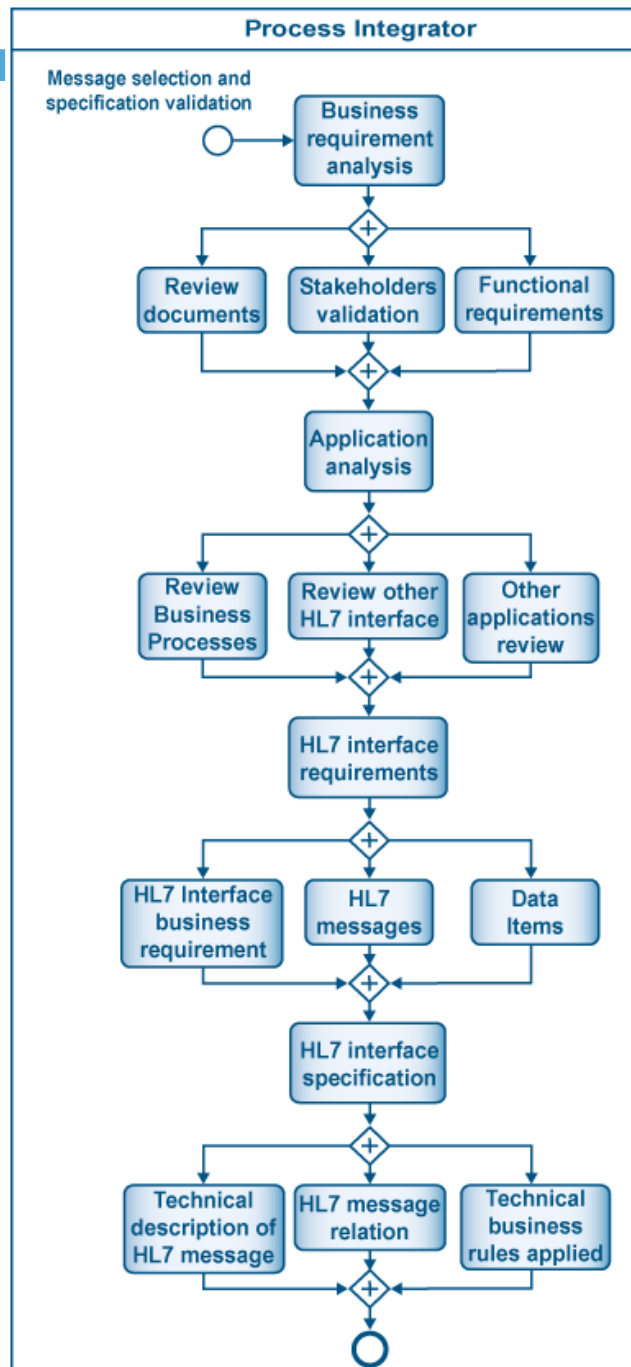 Process Integrator
Message selection and
specification validation
Business
requirement
analysis
Review
documents
Stakeholders
validation
Functional
requirements
Application
analysis
Review
Business
Processes
Review other
HL7 interface
Other
applications
review
HL7 interface
requirements
HL7 Interface
business
requirement
HL7
messages
Data
Items
HL7 interface
specification
Technical
description of
HL7 message
HL7 message
relation
Technical
business
rules applied